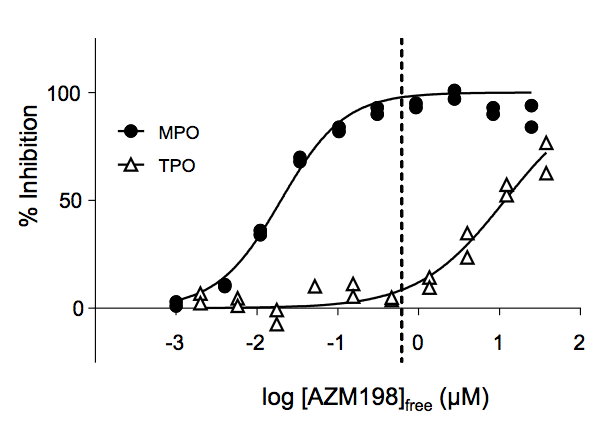 % Inhibition
100
50
0
MPO
TPO
-3 -2 -1 0 1 2
log [AZM198]free (µM)